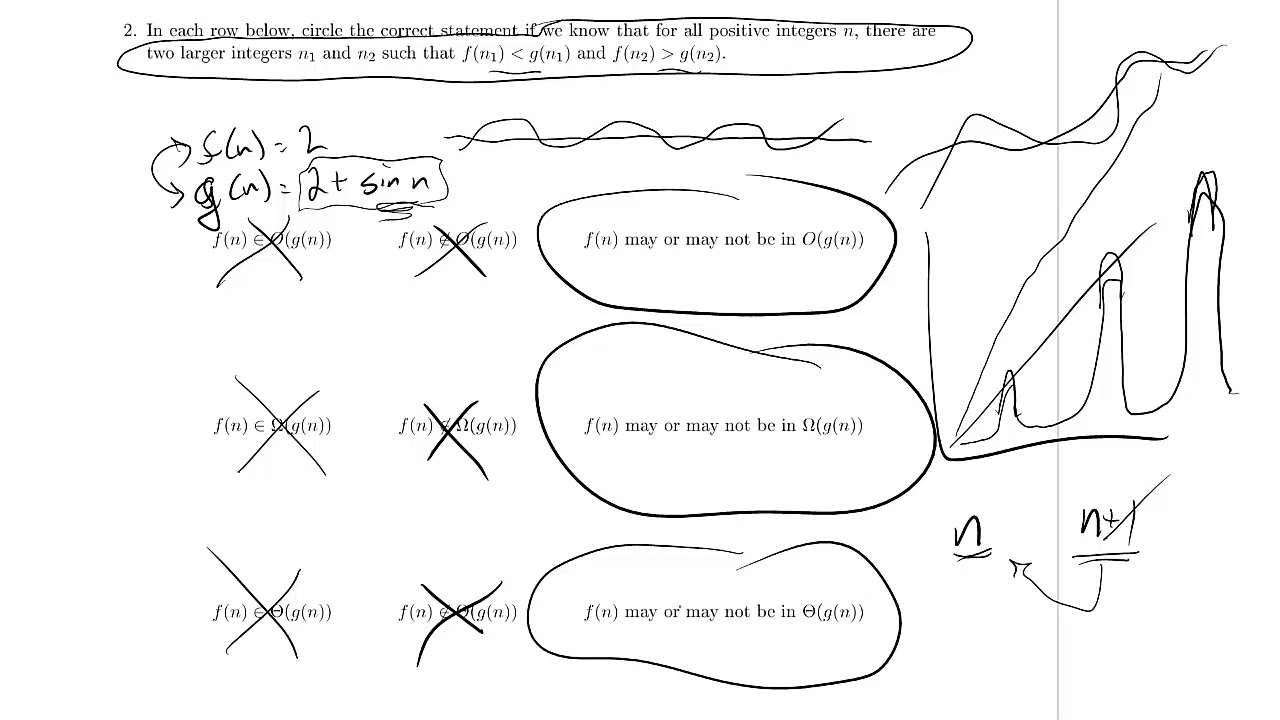 2. In each row below, circle the correct statement if we know that for all positive integers n, there are
two larger integers n₁ and n₂ such that f(n₁) < g(n₁) and f(n₂) > g(n₂).
f(n) = 2
g(n) = 2 + sin n
f(n) ∈ O(g(n)) f(n) ∉ O(g(n)) f(n) may or may not be in O(g(n))
f(n) ∈ Ω(g(n)) f(n) ∉ Ω(g(n)) f(n) may or may not be in Ω(g(n))
n n+1
f(n) ∈ Θ(g(n)) f(n) ∉ Θ(g(n)) f(n) may or may not be in Θ(g(n))